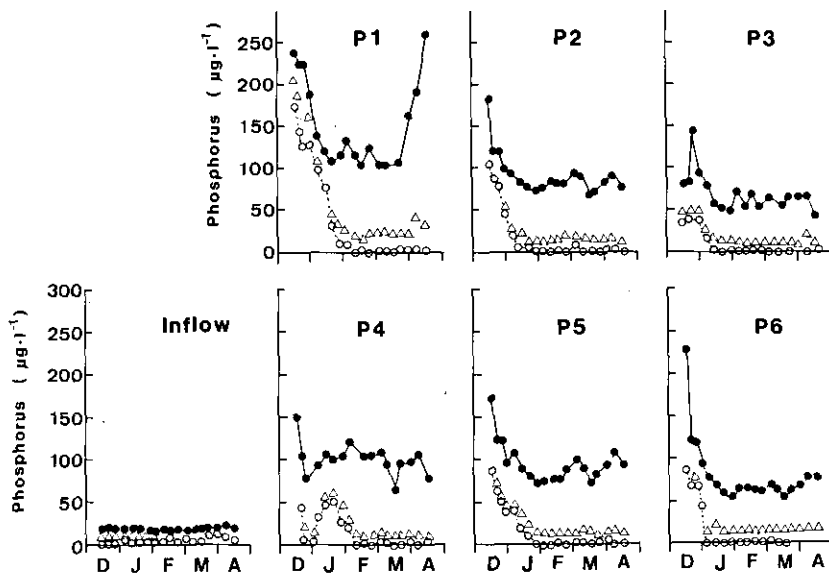 P1 P2 P3
Phosphorus ( µg·l⁻¹)
250
200
150
100
50
0
Inflow P4 P5 P6
Phosphorus ( µg·l⁻¹)
300
250
200
150
100
50
0
D J F M A D J F M A D J F M A D J F M A